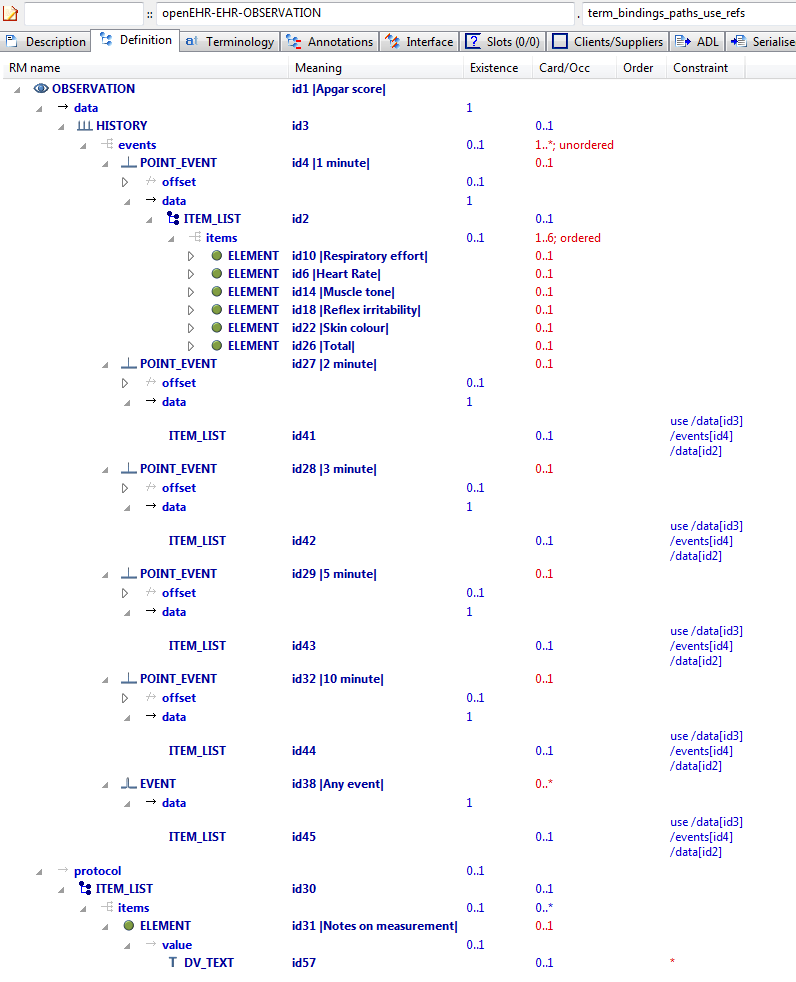 :: openEHR-EHR-OBSERVATION . term_bindings_paths_use_refs
Description Definition at Terminology Annotations Interface Slots (0/0) Clients/Suppliers ADL Serialise
RM name Meaning Existence Card/Occ Order Constraint
OBSERVATION id1 |Apgar score|
data 1
HISTORY id3 0..1
events 0..1 1..*; unordered
POINT_EVENT id4 |1 minute| 0..1
offset 0..1
data 1
ITEM_LIST id2 0..1
items 0..1 1..6; ordered
ELEMENT id10 |Respiratory effort| 0..1
ELEMENT id6 |Heart Rate| 0..1
ELEMENT id14 |Muscle tone| 0..1
ELEMENT id18 |Reflex irritability| 0..1
ELEMENT id22 |Skin colour| 0..1
ELEMENT id26 |Total| 0..1
POINT_EVENT id27 |2 minute| 0..1
offset 0..1
data 1
use /data[id3]
ITEM_LIST id41 0..1 /events[id4]
/data[id2]
POINT_EVENT id28 |3 minute| 0..1
offset 0..1
data 1
use /data[id3]
ITEM_LIST id42 0..1 /events[id4]
/data[id2]
POINT_EVENT id29 |5 minute| 0..1
offset 0..1
data 1
use /data[id3]
ITEM_LIST id43 0..1 /events[id4]
/data[id2]
POINT_EVENT id32 |10 minute| 0..1
offset 0..1
data 1
use /data[id3]
ITEM_LIST id44 0..1 /events[id4]
/data[id2]
EVENT id38 |Any event| 0..*
data 1
use /data[id3]
ITEM_LIST id45 0..1 /events[id4]
/data[id2]
protocol 0..1
ITEM_LIST id30 0..1
items 0..1 0..*
ELEMENT id31 |Notes on measurement| 0..1
value 0..1
T DV_TEXT id57 0..1 *